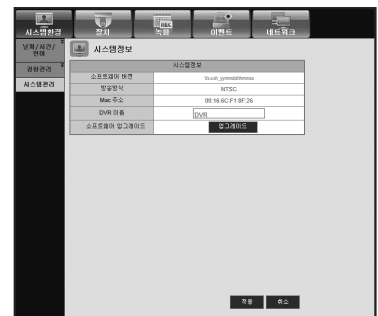 시스템환경
장치
REC
녹화
이벤트
네트워크
날짜/시간/
언어
권한관리
시스템관리
시스템정보
시스템정보
소프트웨어 버전
Vx.xxh_yymmddhhmmss
방송방식
NTSC
Mac 주소
00:16:6C:F1:8F:26
DVR 이름
DVR
소프트웨어 업그레이드
업그레이드
적용
취소